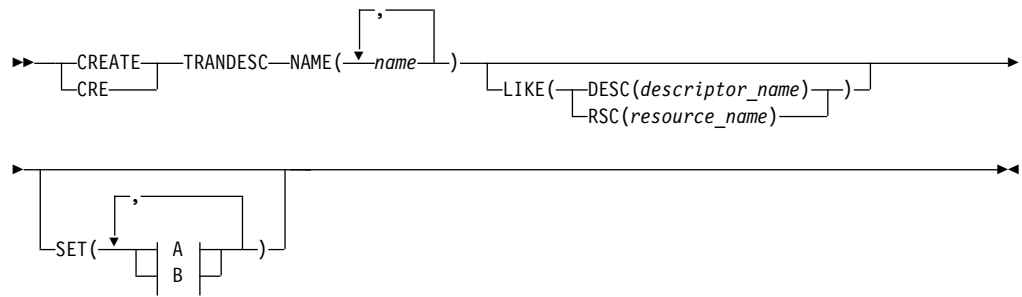 ,
CREATE TRANDESC NAME( name )
CRE LIKE( DESC(descriptor_name) )
RSC(resource_name)
,
SET( A )
B